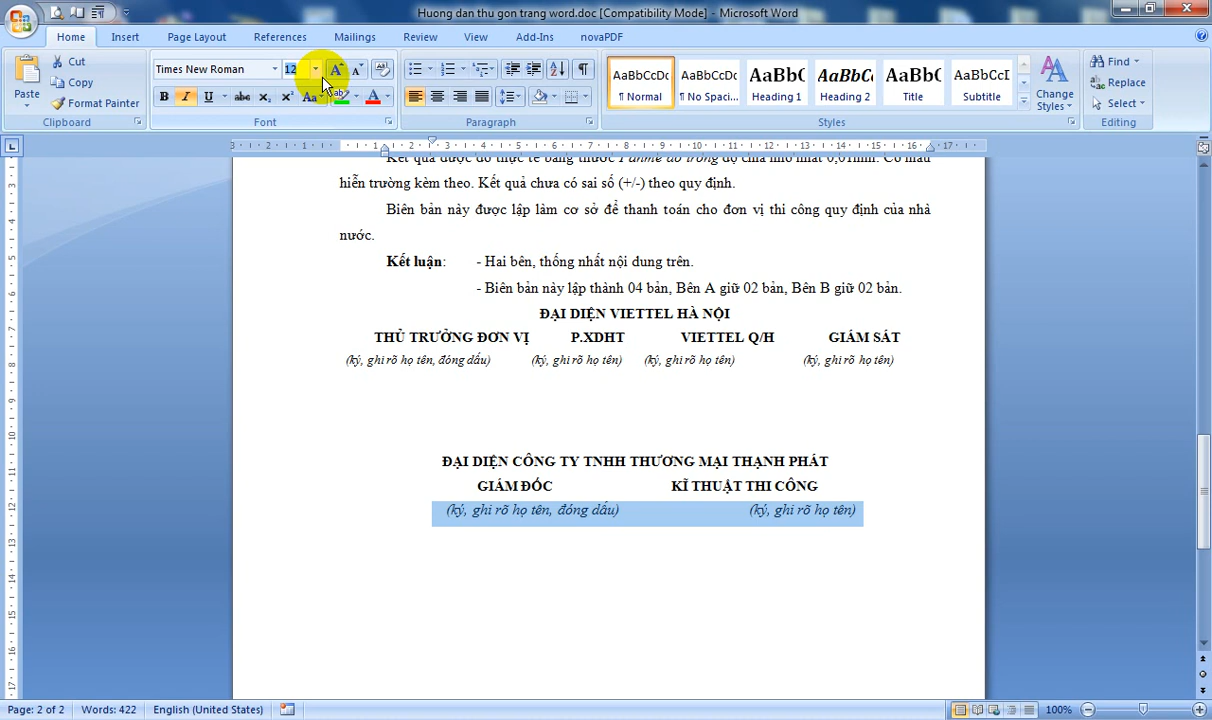 Huong dan thu gon trang word.doc [Compatibility Mode] - Microsoft Word
Home Insert Page Layout References Mailings Review View Add-Ins novaPDF
Paste
Cut
Copy
Format Painter
Clipboard
Times New Roman 12
Font
Paragraph
AaBbCcDc AaBbCcDc AaBbC AaBbCc AaBbC AaBbCcI
¶ Normal ¶ No Spaci... Heading 1 Heading 2 Title Subtitle
Change Styles
Styles
Find
Replace
Select
Editing
hiễn trường kèm theo. Kết quả chưa có sai số (+/-) theo quy định.
Biên bản này được lập làm cơ sở để thanh toán cho đơn vị thi công quy định của nhà
nước.
Kết luận: - Hai bên, thống nhất nội dung trên.
- Biên bản này lập thành 04 bản, Bên A giữ 02 bản, Bên B giữ 02 bản.
ĐẠI DIỆN VIETTEL HÀ NỘI
THỦ TRƯỞNG ĐƠN VỊ P.XDHT VIETTEL Q/H GIÁM SÁT
(ký, ghi rõ họ tên, đóng dấu) (ký, ghi rõ họ tên) (ký, ghi rõ họ tên) (ký, ghi rõ họ tên)
ĐẠI DIỆN CÔNG TY TNHH THƯƠNG MẠI THẠNH PHÁT
GIÁM ĐỐC KĨ THUẬT THI CÔNG
(ký, ghi rõ họ tên, đóng dấu) (ký, ghi rõ họ tên)
Page: 2 of 2 Words: 422 English (United States) 100%